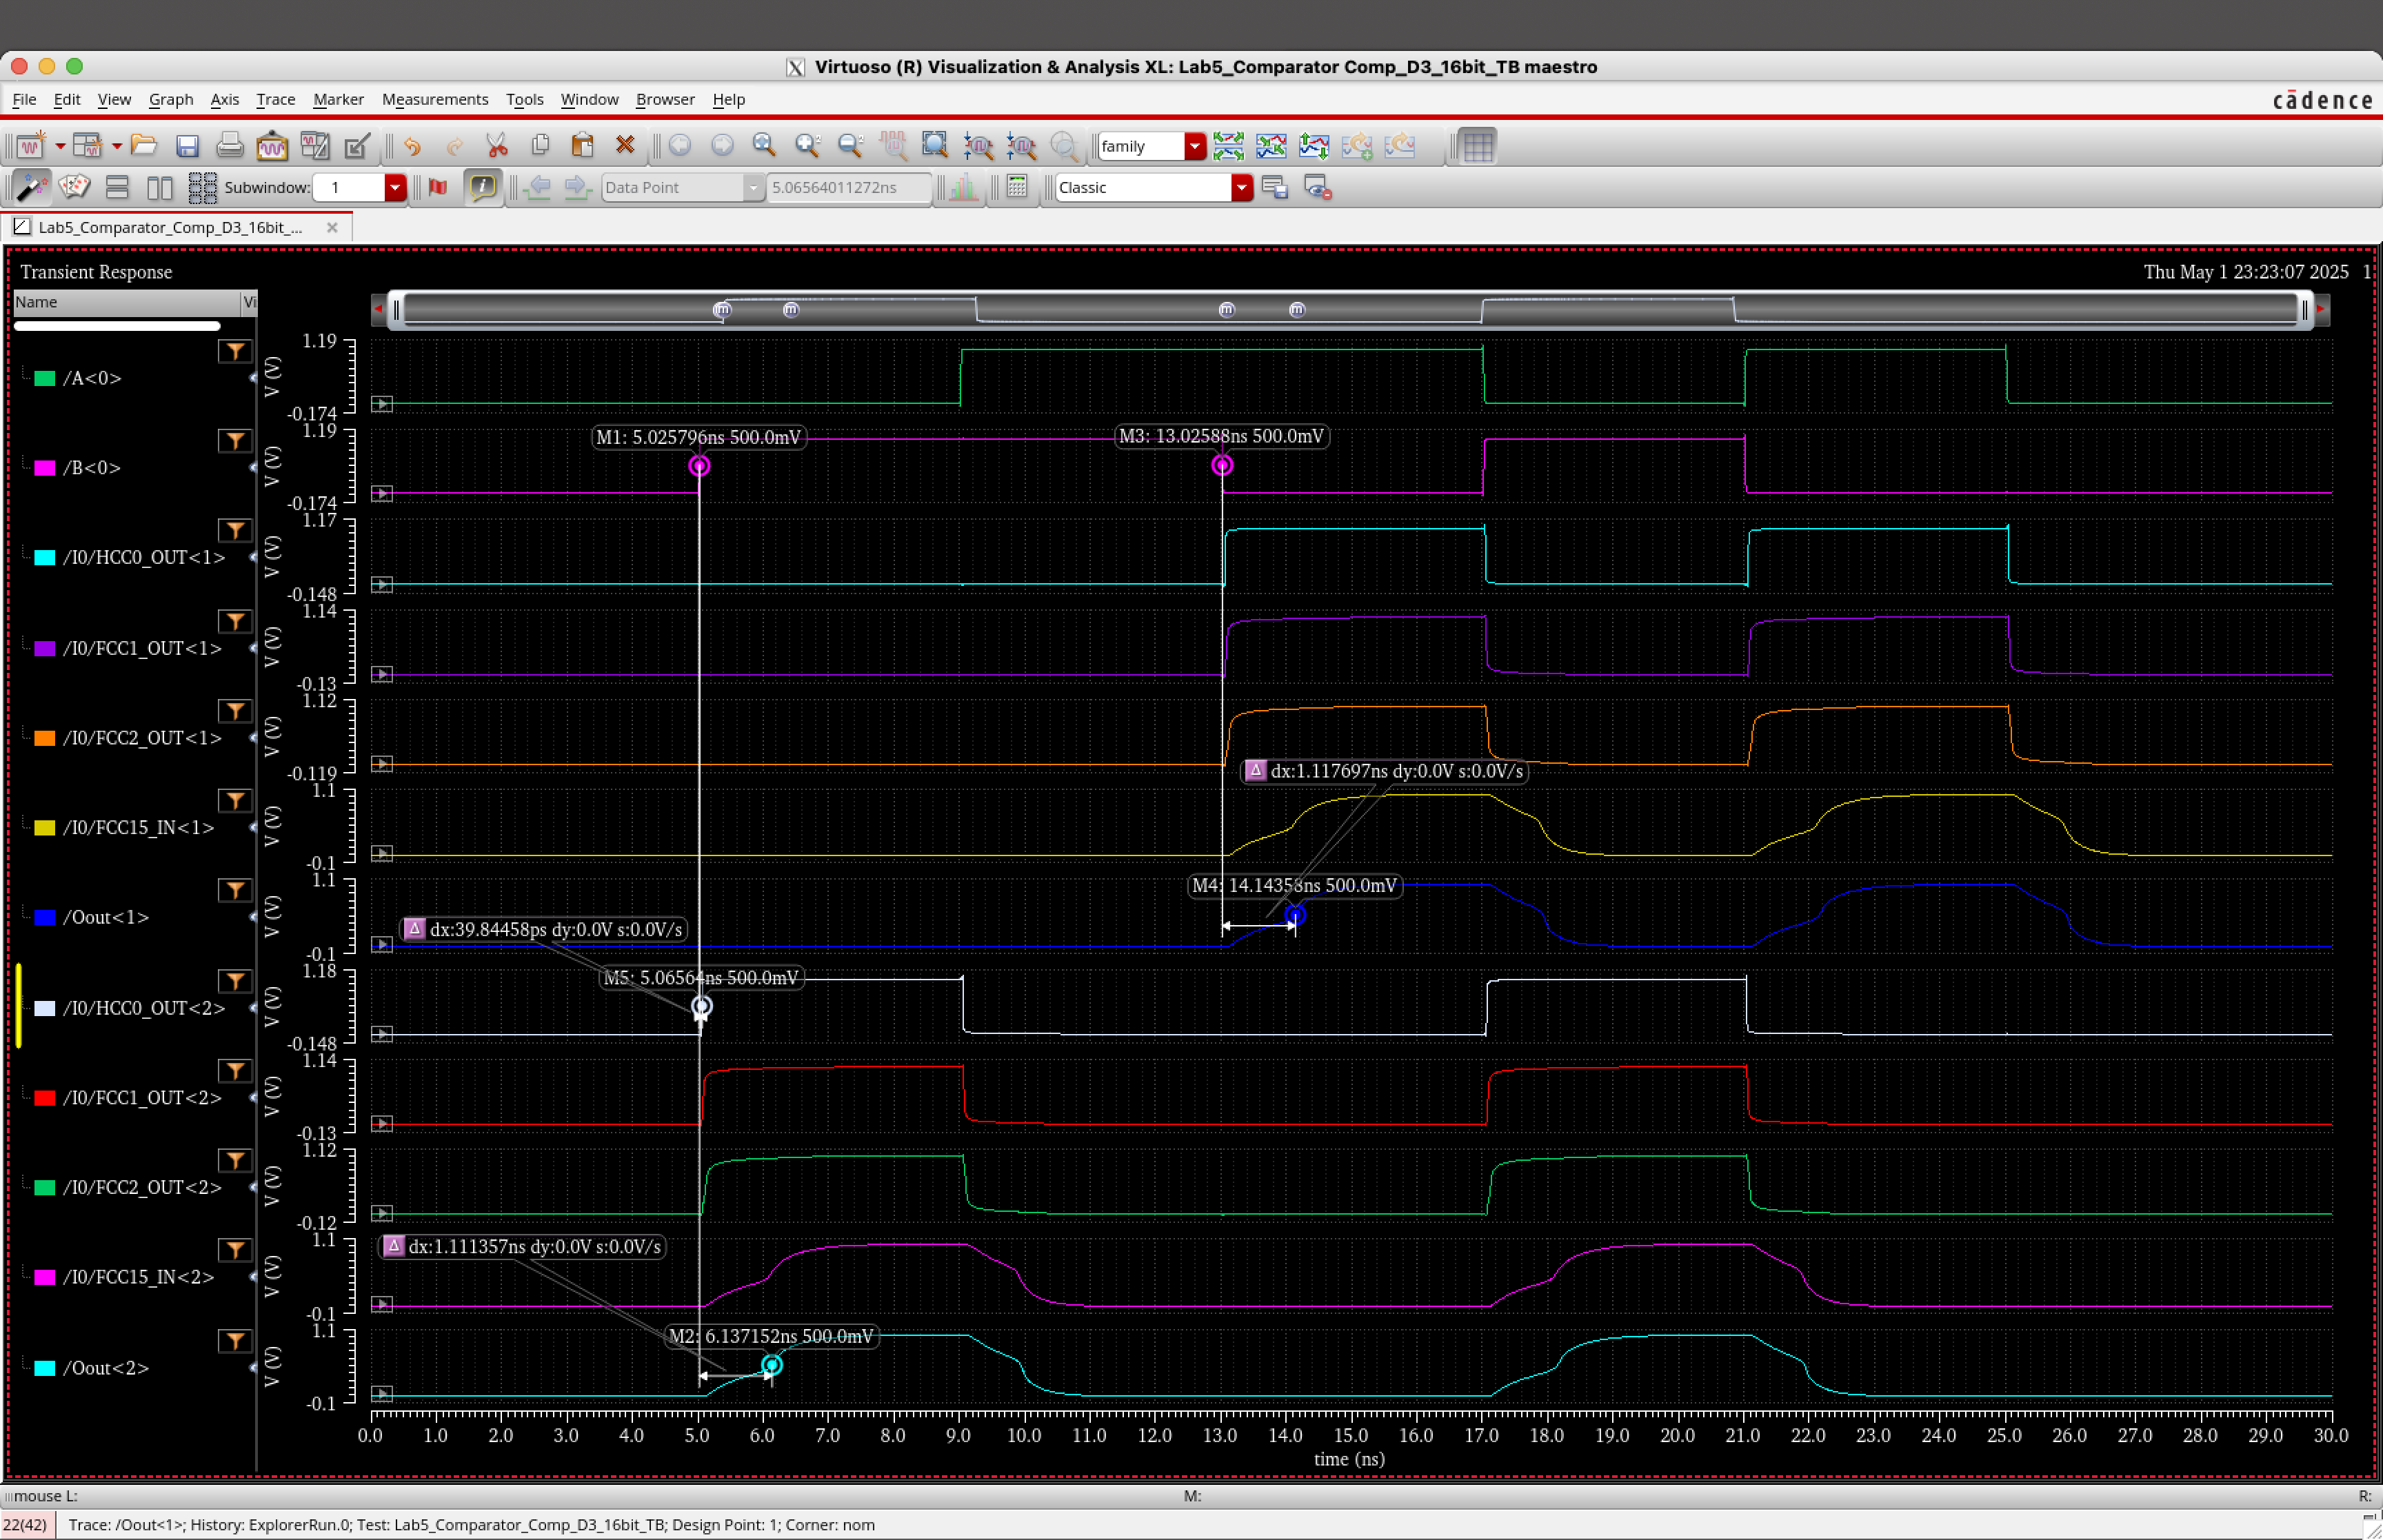 Virtuoso (R) Visualization & Analysis XL: Lab5_Comparator Comp_D3_16bit_TB maestro
File Edit View Graph Axis Trace Marker Measurements Tools Window Browser Help
cādence
family
Subwindow: 1
Data Point
5.06564011272ns
Classic
Lab5_Comparator_Comp_D3_16bit_...
Transient Response
Thu May 1 23:23:07 2025 1
Name
Vi
m m m m
/A<0>
V (V)
1.19
-0.174
/B<0>
V (V)
1.19
-0.174
M1: 5.025796ns 500.0mV
M3: 13.02588ns 500.0mV
/I0/HCC0_OUT<1>
V (V)
1.17
-0.148
/I0/FCC1_OUT<1>
V (V)
1.14
-0.13
/I0/FCC2_OUT<1>
V (V)
1.12
-0.119
Δ dx:1.117697ns dy:0.0V s:0.0V/s
/I0/FCC15_IN<1>
V (V)
1.1
-0.1
/Oout<1>
V (V)
1.1
-0.1
M4: 14.14358ns 500.0mV
Δ dx:39.84458ps dy:0.0V s:0.0V/s
/I0/HCC0_OUT<2>
V (V)
1.18
-0.148
M5: 5.06564ns 500.0mV
/I0/FCC1_OUT<2>
V (V)
1.14
-0.13
/I0/FCC2_OUT<2>
V (V)
1.12
-0.12
/I0/FCC15_IN<2>
V (V)
1.1
-0.1
Δ dx:1.111357ns dy:0.0V s:0.0V/s
/Oout<2>
V (V)
1.1
-0.1
M2: 6.137152ns 500.0mV
0.0 1.0 2.0 3.0 4.0 5.0 6.0 7.0 8.0 9.0 10.0 11.0 12.0 13.0 14.0 15.0 16.0 17.0 18.0 19.0 20.0 21.0 22.0 23.0 24.0 25.0 26.0 27.0 28.0 29.0 30.0
time (ns)
mouse L: M: R:
22(42) Trace: /Oout<1>; History: ExplorerRun.0; Test: Lab5_Comparator_Comp_D3_16bit_TB; Design Point: 1; Corner: nom